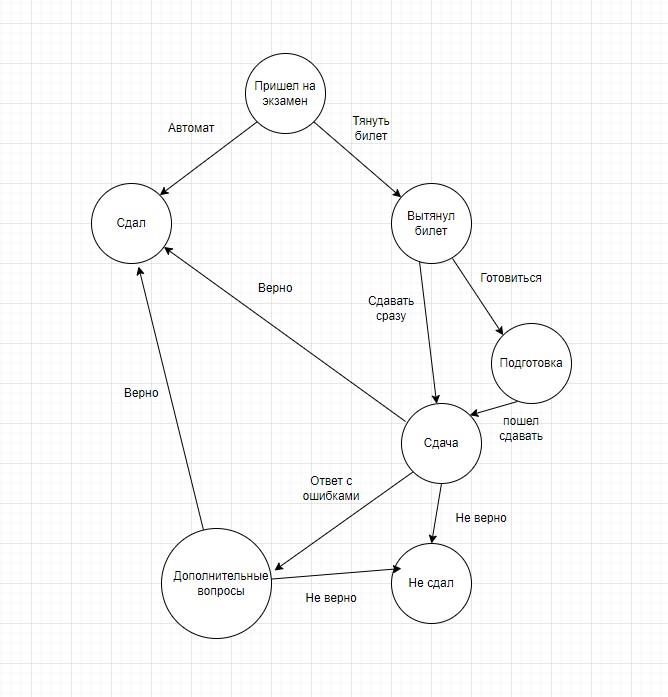 Пришел на
экзамен
Автомат
Тянуть
билет
Сдал
Вытянул
билет
Верно
Сдавать
сразу
Готовиться
Подготовка
Верно
пошел
сдавать
Сдача
Ответ с
ошибками
Не верно
Дополнительные
вопросы
Не верно
Не сдал